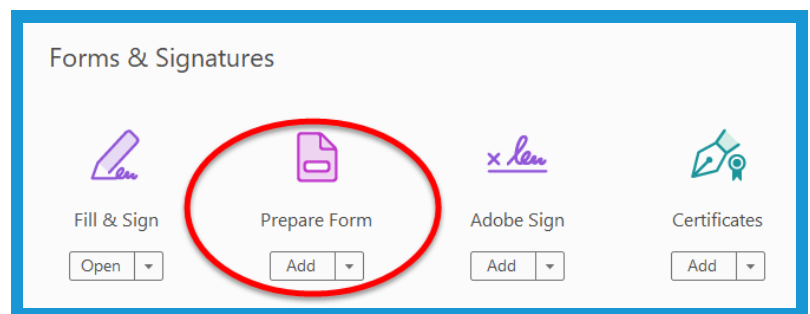 Forms & Signatures
Fill & Sign Prepare Form Adobe Sign Certificates
Open Add Add Add